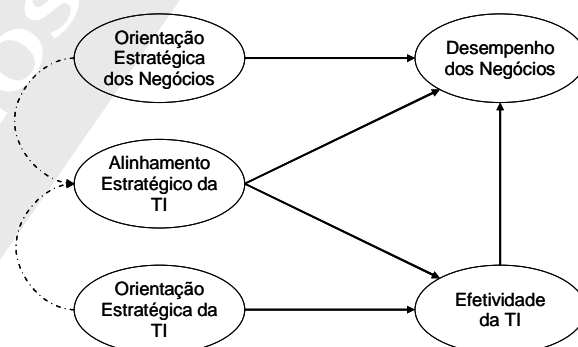 Orientação
Estratégica
dos Negócios
Desempenho
dos Negócios
Alinhamento
Estratégico da
TI
Orientação
Estratégica da
TI
Efetividade
da TI